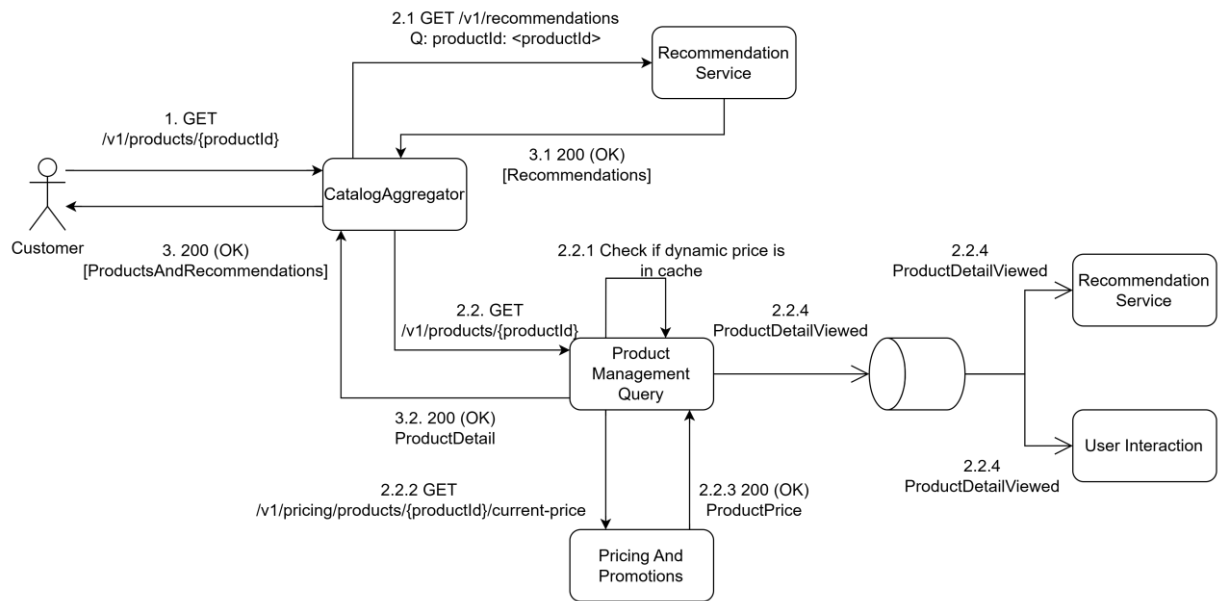 2.1 GET /v1/recommendations
Q: productId: <productId>
Recommendation
Service
1. GET
/v1/products/{productId}
3.1 200 (OK)
[Recommendations]
CatalogAggregator
Customer
3. 200 (OK)
[ProductsAndRecommendations]
2.2.1 Check if dynamic price is
in cache
2.2.4
ProductDetailViewed
Recommendation
Service
2.2. GET
/v1/products/{productId}
2.2.4
ProductDetailViewed
Product
Management
Query
3.2. 200 (OK)
ProductDetail
User Interaction
2.2.4
ProductDetailViewed
2.2.2 GET
/v1/pricing/products/{productId}/current-price
2.2.3 200 (OK)
ProductPrice
Pricing And
Promotions